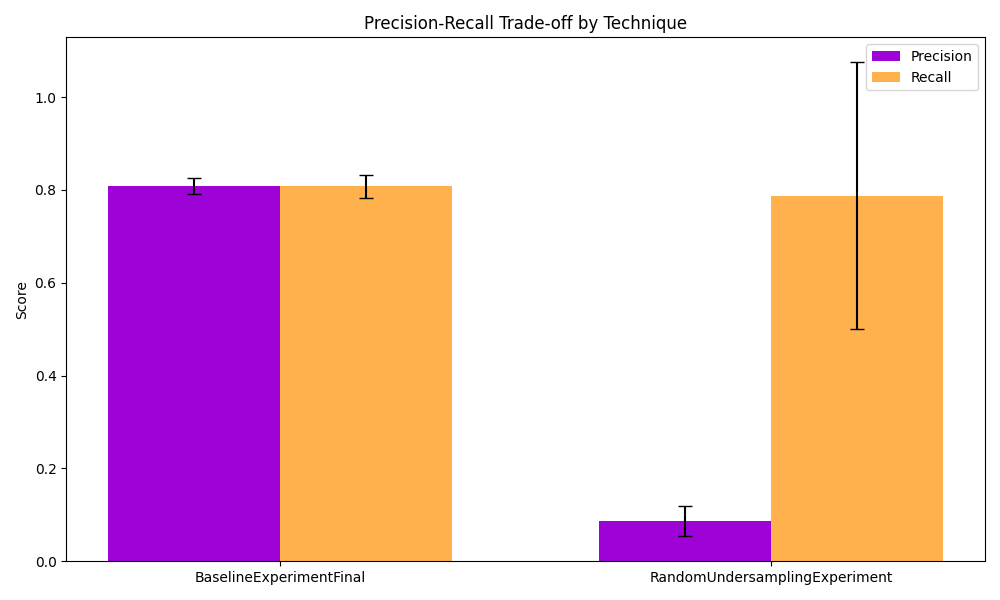 Precision-Recall Trade-off by Technique
Precision
Recall
Score
1.0
0.8
0.6
0.4
0.2
0.0
BaselineExperimentFinal
RandomUndersamplingExperiment